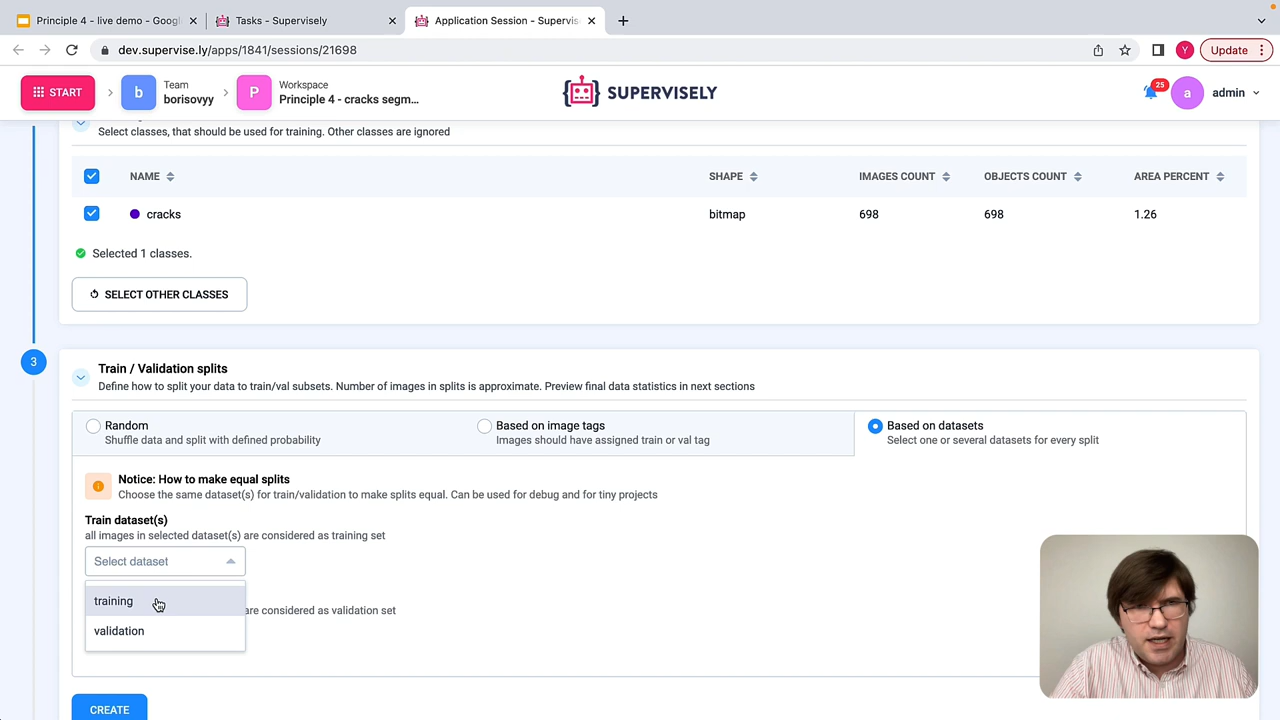 Principle 4 - live demo - Googl
Tasks - Supervisely
Application Session - Supervis
dev.supervise.ly/apps/1841/sessions/21698
Y
Update
START
b
Team
borisovyy
P
Workspace
Principle 4 - cracks segm...
SUPERVISELY
25
a
admin
Select classes, that should be used for training. Other classes are ignored
NAME
SHAPE
IMAGES COUNT
OBJECTS COUNT
AREA PERCENT
cracks
bitmap
698
698
1.26
Selected 1 classes.
SELECT OTHER CLASSES
3
Train / Validation splits
Define how to split your data to train/val subsets. Number of images in splits is approximate. Preview final data statistics in next sections
Random
Shuffle data and split with defined probability
Based on image tags
Images should have assigned train or val tag
Based on datasets
Select one or several datasets for every split
Notice: How to make equal splits
Choose the same dataset(s) for train/validation to make splits equal. Can be used for debug and for tiny projects
Train dataset(s)
all images in selected dataset(s) are considered as training set
Select dataset
training
are considered as validation set
validation
CREATE